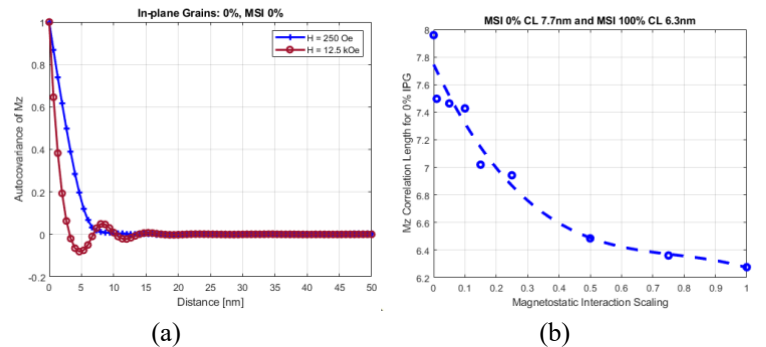 In-plane Grains: 0%, MSI 0%
H = 250 Oe
H = 12.5 kOe
Autocovariance of Mz
1
0.8
0.6
0.4
0.2
0
-0.2
0 5 10 15 20 25 30 35 40 45 50
Distance [nm]
(a)
MSI 0% CL 7.7nm and MSI 100% CL 6.3nm
Mz Correlation Length for 0% IPG
8
7.8
7.6
7.4
7.2
7
6.8
6.6
6.4
6.2
0 0.1 0.2 0.3 0.4 0.5 0.6 0.7 0.8 0.9 1
Magnetostatic Interaction Scaling
(b)